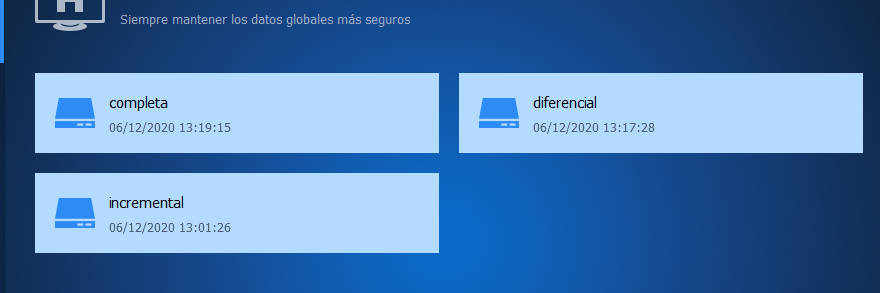 Siempre mantener los datos globales más seguros
completa
06/12/2020 13:19:15
diferencial
06/12/2020 13:17:28
incremental
06/12/2020 13:01:26